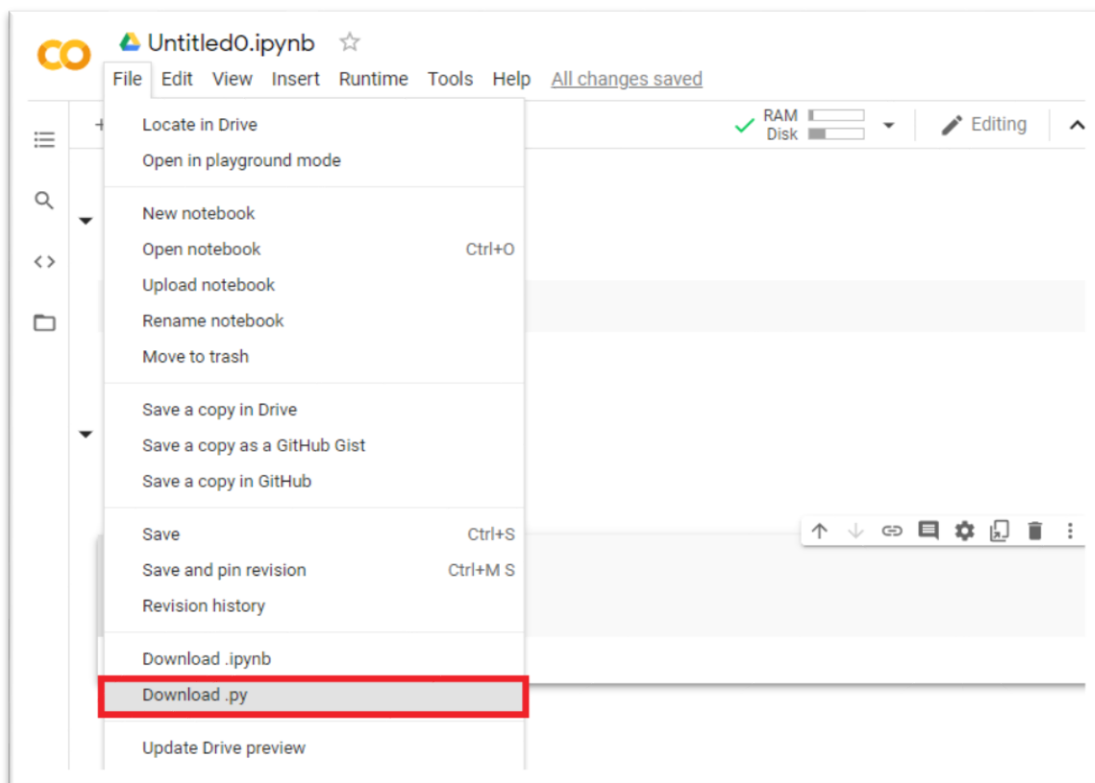 Untitled0.ipynb
File Edit View Insert Runtime Tools Help All changes saved
RAM
Disk
Editing
Locate in Drive
Open in playground mode
New notebook
Open notebook Ctrl+O
Upload notebook
Rename notebook
Move to trash
Save a copy in Drive
Save a copy as a GitHub Gist
Save a copy in GitHub
Save Ctrl+S
Save and pin revision Ctrl+M S
Revision history
Download .ipynb
Download .py
Update Drive preview